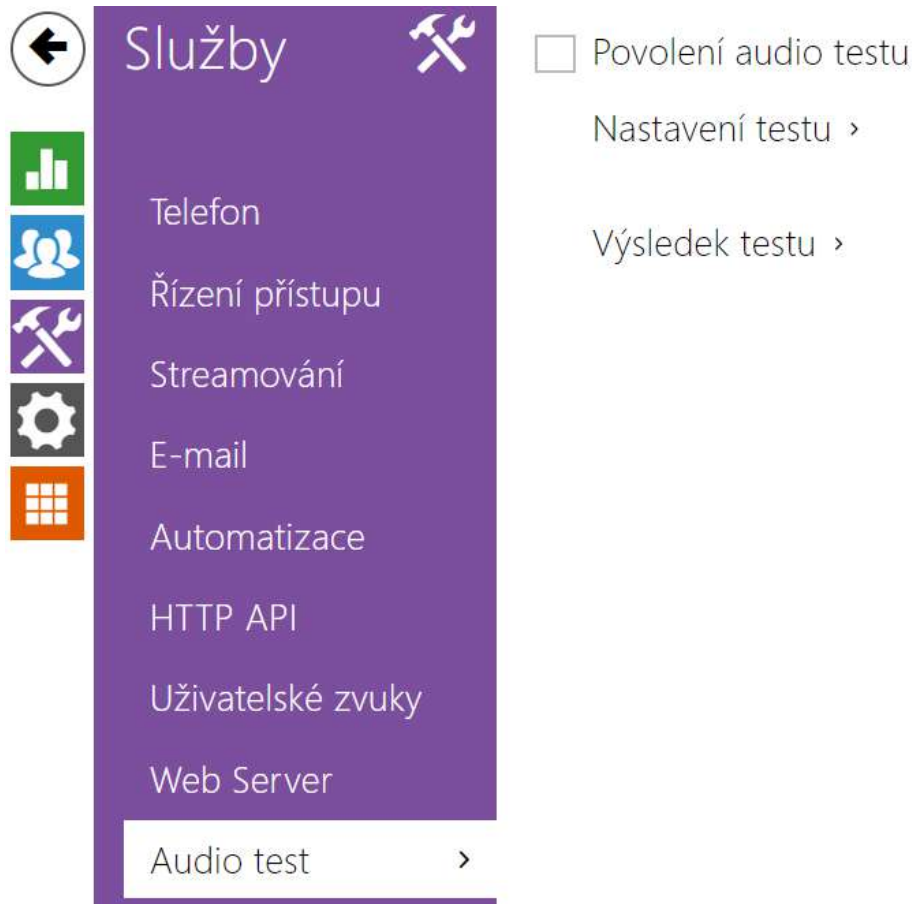 Služby
Telefon
Řízení přístupu
Streamování
E-mail
Automatizace
HTTP API
Uživatelské zvuky
Web Server
Audio test
Povolení audio testu
Nastavení testu
Výsledek testu